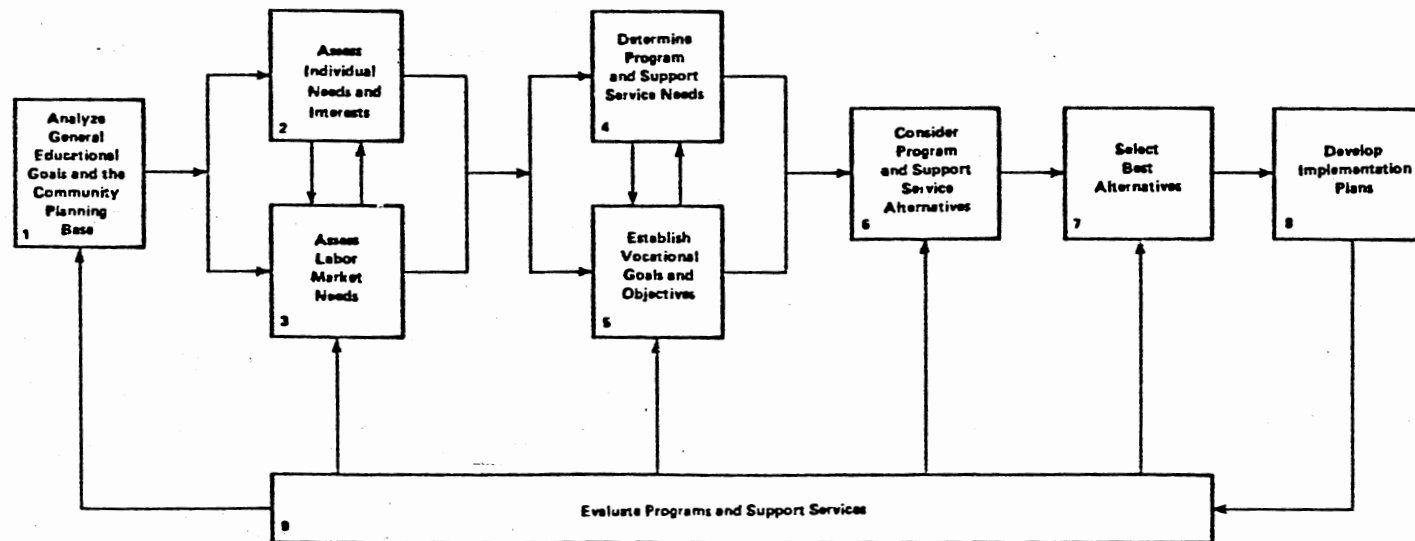 Analyze
General
Educational
Goals and the
Community
Planning
Base
1
Assess
Individual
Needs and
Interests
2
Assess
Labor
Market
Needs
3
Determine
Program
and Support
Service Needs
4
Establish
Vocational
Goals and
Objectives
5
Consider
Program
and Support
Service
Alternatives
6
Select
Best
Alternatives
7
Develop
Implementation
Plans
8
Evaluate Programs and Support Services
9